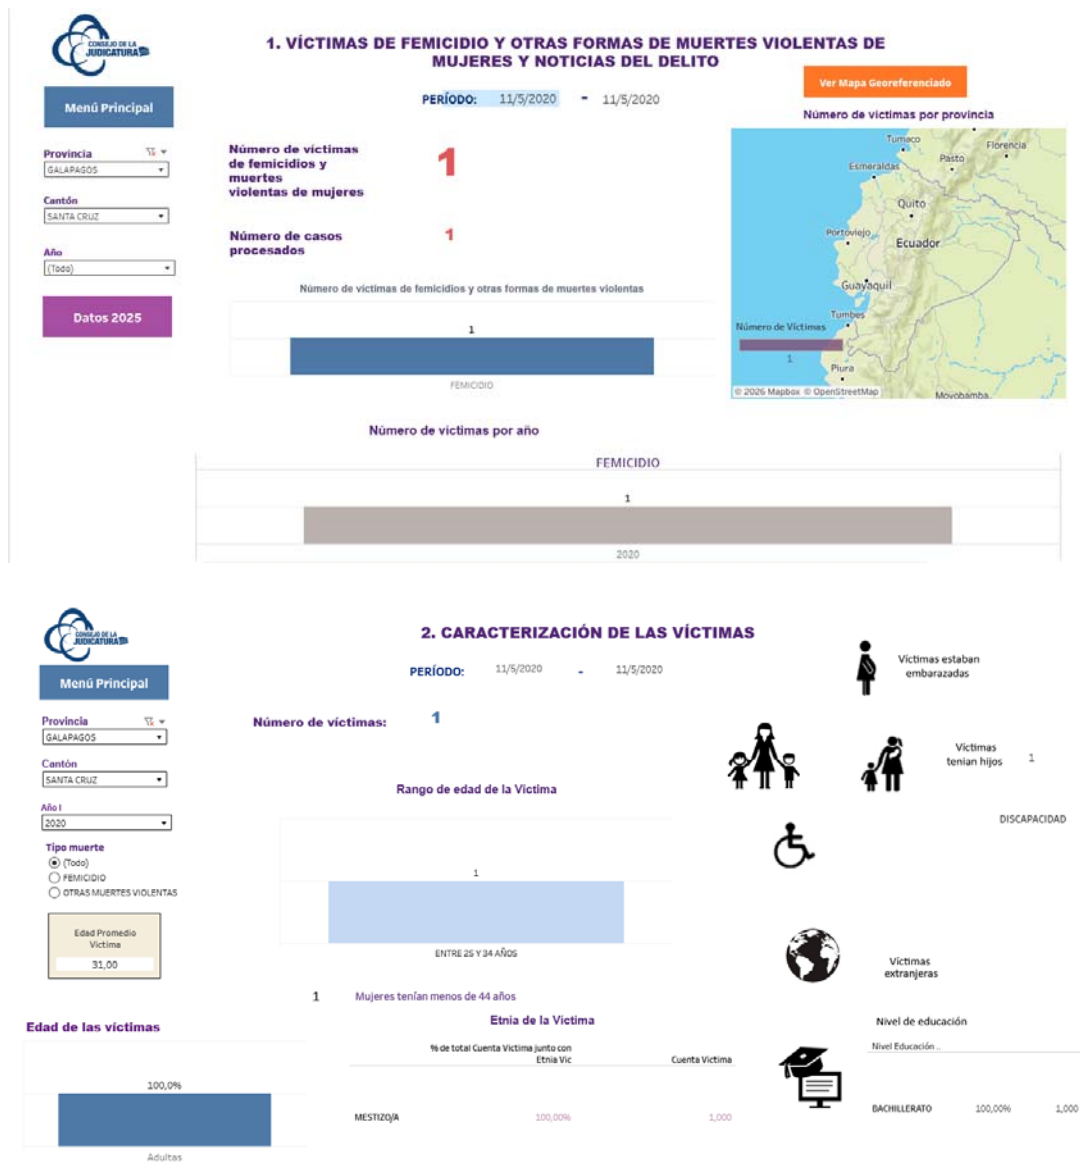 CONSEJO DE LA
JUDICATURA
1. VÍCTIMAS DE FEMICIDIO Y OTRAS FORMAS DE MUERTES VIOLENTAS DE
MUJERES Y NOTICIAS DEL DELITO
Ver Mapa Georeferenciado
Menú Principal
PERÍODO: 11/5/2020 - 11/5/2020
Número de víctimas por provincia
Provincia
GALAPAGOS
Cantón
SANTA CRUZ
Año
(Todo)
Datos 2025
Número de víctimas
de femicidios y
muertes
violentas de mujeres
1
Número de casos
procesados
1
Número de víctimas de femicidios y otras formas de muertes violentas
1
FEMICIDIO
Tumaco
Florencia
Pasto
Esmeraldas
Quito
Portoviejo
Ecuador
Guayaquil
Tumbes
Número de Víctimas
1
Piura
© 2026 Mapbox © OpenStreetMap
Moyobamba
Número de víctimas por año
FEMICIDIO
1
2020
CONSEJO DE LA
JUDICATURA
2. CARACTERIZACIÓN DE LAS VÍCTIMAS
Menú Principal
PERÍODO: 11/5/2020 - 11/5/2020
Víctimas estaban
embarazadas
Provincia
GALAPAGOS
Cantón
SANTA CRUZ
Año I
2020
Tipo muerte
(Todo)
FEMICIDIO
OTRAS MUERTES VIOLENTAS
Edad Promedio
Víctima
31,00
Número de víctimas: 1
Víctimas
tenian hijos 1
Rango de edad de la Víctima
1
ENTRE 25 Y 34 AÑOS
DISCAPACIDAD
Víctimas
extranjeras
1 Mujeres tenían menos de 44 años
Edad de las víctimas
100,0%
Adultas
Etnia de la Víctima
% de total Cuenta Victima junto con
Etnia Vic Cuenta Victima
MESTIZO/A 100,00% 1,000
Nivel de educación
Nivel Educación ..
BACHILLERATO 100,00% 1,000